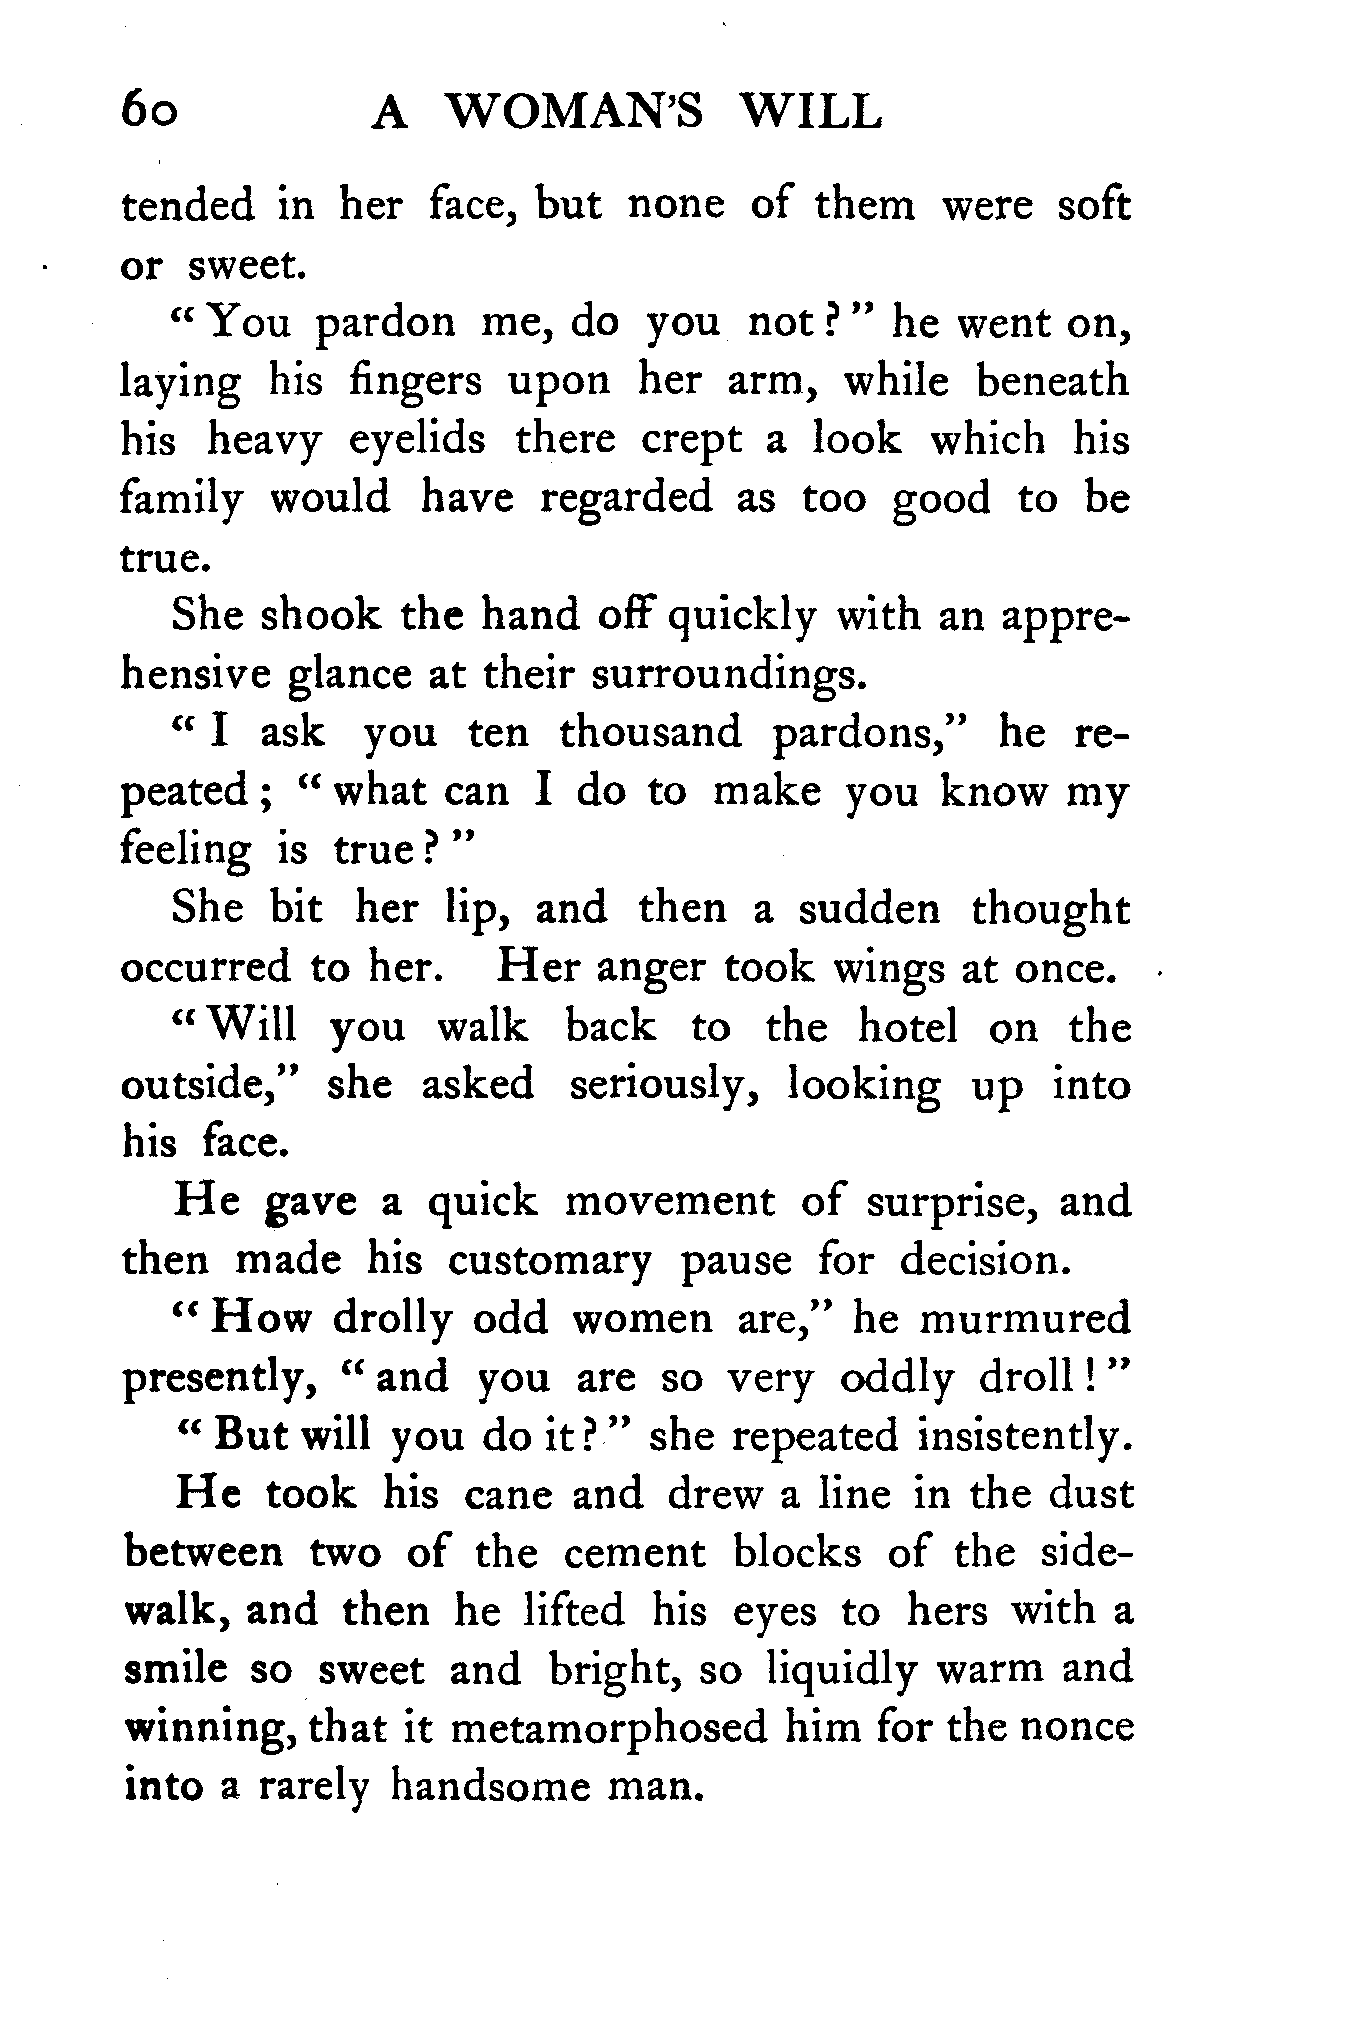 60 A WOMAN'S WILL
tended in her face, but none of them were soft
or sweet.
“ You pardon me, do you not ? ” he went on,
laying his fingers upon her arm, while beneath
his heavy eyelids there crept a look which his
family would have regarded as too good to be
true.
She shook the hand off quickly with an appre-
hensive glance at their surroundings.
“ I ask you ten thousand pardons,” he re-
peated ; “ what can I do to make you know my
feeling is true ? ”
She bit her lip, and then a sudden thought
occurred to her. Her anger took wings at once.
“ Will you walk back to the hotel on the
outside,” she asked seriously, looking up into
his face.
He gave a quick movement of surprise, and
then made his customary pause for decision.
“ How drolly odd women are,” he murmured
presently, “ and you are so very oddly droll ! ”
“ But will you do it ? ” she repeated insistently.
He took his cane and drew a line in the dust
between two of the cement blocks of the side-
walk, and then he lifted his eyes to hers with a
smile so sweet and bright, so liquidly warm and
winning, that it metamorphosed him for the nonce
into a rarely handsome man.